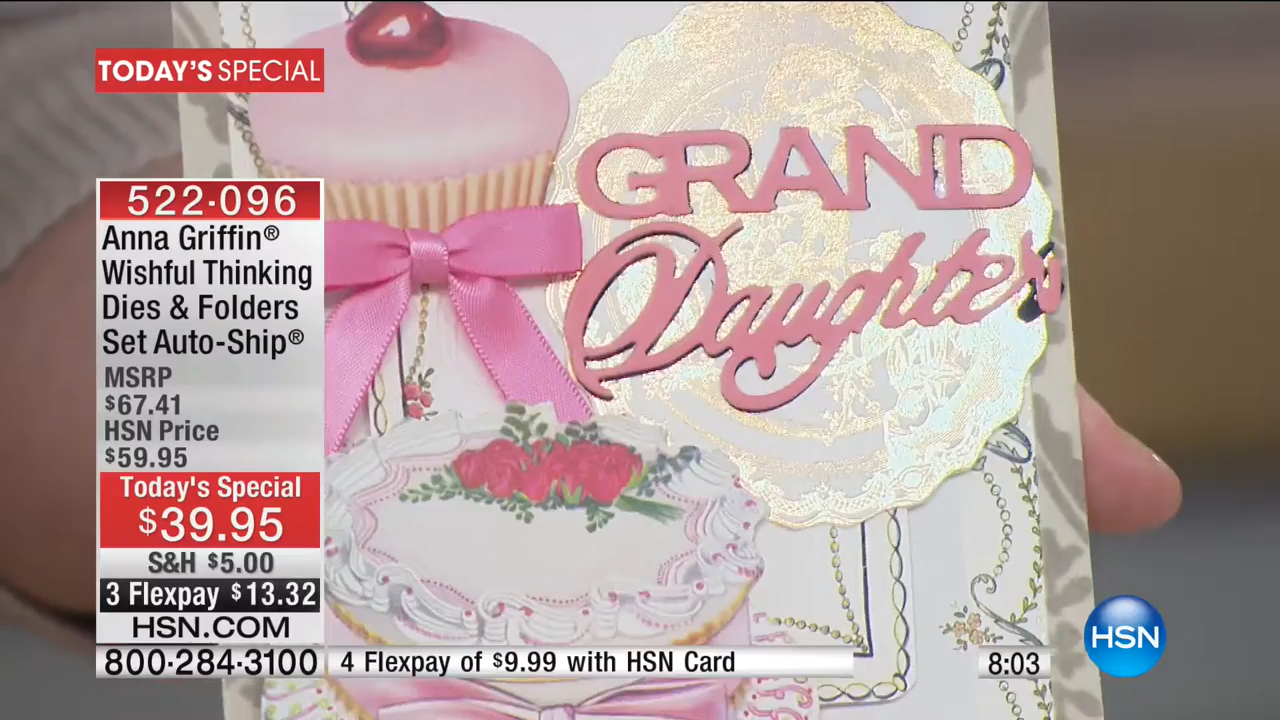 TODAY'S SPECIAL
GRAND
Daughter
522·096
Anna Griffin®
Wishful Thinking
Dies & Folders
Set Auto-Ship®
MSRP
$67.41
HSN Price
$59.95
Today's Special
$39.95
S&H $5.00
3 Flexpay $13.32
HSN.COM
800·284·3100
4 Flexpay of $9.99 with HSN Card
8:03
HSN